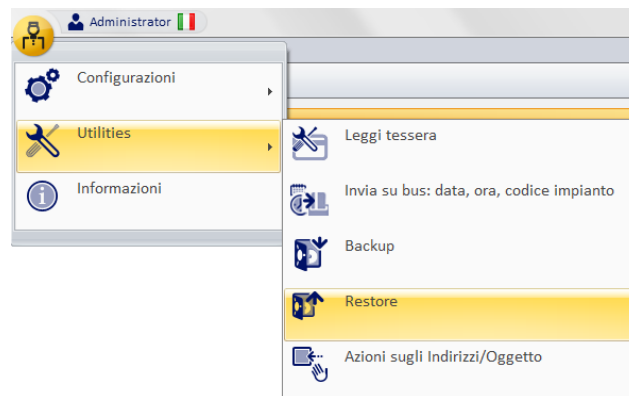 Administrator
Configurazioni
Utilities
Informazioni
Leggi tessera
Invia su bus: data, ora, codice impianto
Backup
Restore
Azioni sugli Indirizzi/Oggetto